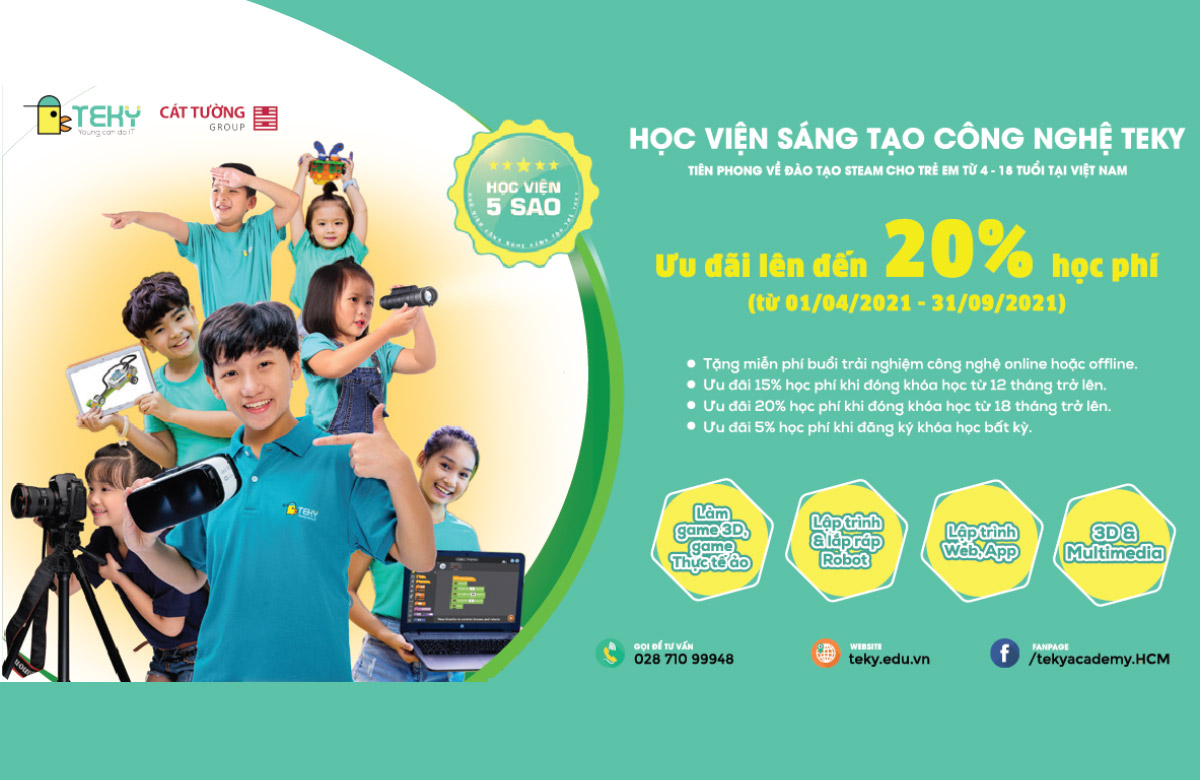 TEKY
Young can do IT
CÁT TƯỜNG
GROUP
HỌC VIỆN
5 SAO
HỌC VIỆN SÁNG TẠO CÔNG NGHỆ TEKY
TIÊN PHONG VỀ ĐÀO TẠO STEAM CHO TRẺ EM TỪ 4 - 18 TUỔI TẠI VIỆT NAM
Ưu đãi lên đến 20% học phí
(từ 01/04/2021 - 31/09/2021)
Tặng miễn phí buổi trải nghiệm công nghệ online hoặc offline.
Ưu đãi 15% học phí khi đóng khóa học từ 12 tháng trở lên.
Ưu đãi 20% học phí khi đóng khóa học từ 18 tháng trở lên.
Ưu đãi 5% học phí khi đăng ký khóa học bất kỳ.
Làm
game 3D,
game
Thực tế ảo
Lập trình
& lắp ráp
Robot
Lập trình
Web, App
3D &
Multimedia
TEKY
Canon
GỌI ĐỂ TƯ VẤN
028 710 99948
WEBSITE
teky.edu.vn
FANPAGE
/tekyacademy.HCM